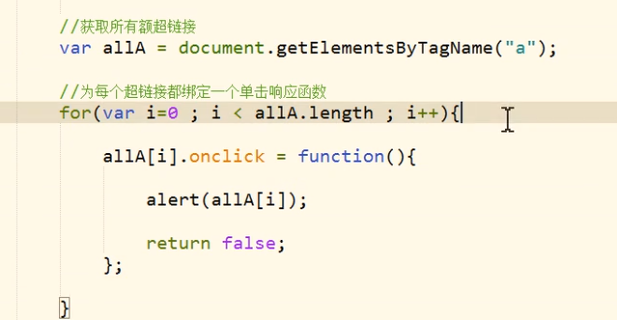 //获取所有额超链接
var allA = document.getElementsByTagName("a");
//为每个超链接都绑定一个单击响应函数
for(var i=0 ; i < allA.length ; i++){
allA[i].onclick = function(){
alert(allA[i]);
return false;
};
}